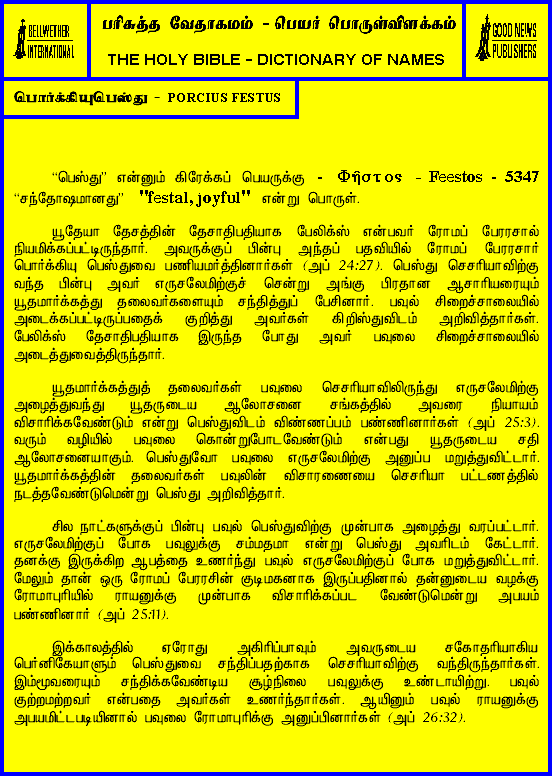 BELLWETHER
INTERNATIONAL
பரிசுத்த வேதாகமம் - பெயர் பொருள்விளக்கம்
THE HOLY BIBLE - DICTIONARY OF NAMES
GOOD NEWS
PUBLISHERS
பொர்க்கியுபெஸ்து - PORCIUS FESTUS
“பெஸ்து” என்னும் கிரேக்கப் பெயருக்கு - Φῆστος - Feestos - 5347
“சந்தோஷமானது” "festal, joyful" என்று பொருள்.
யூதேயா தேசத்தின் தேசாதிபதியாக பேலிக்ஸ் என்பவர் ரோமப் பேரரசால்
நியமிக்கப்பட்டிருந்தார். அவருக்குப் பின்பு அந்தப் பதவியில் ரோமப் பேரரசார்
பொர்க்கியு பெஸ்துவை பணியமர்த்தினார்கள் (அப் 24:27). பெஸ்து செசரியாவிற்கு
வந்த பின்பு அவர் எருசலேமிற்குச் சென்று அங்கு பிரதான ஆசாரியரையும்
யூதமார்க்கத்து தலைவர்களையும் சந்தித்துப் பேசினார். பவுல் சிறைச்சாலையில்
அடைக்கப்பட்டிருப்பதைக் குறித்து அவர்கள் கிறிஸ்துவிடம் அறிவித்தார்கள்.
பேலிக்ஸ் தேசாதிபதியாக இருந்த போது அவர் பவுலை சிறைச்சாலையில்
அடைத்துவைத்திருந்தார்.
யூதமார்க்கத்துத் தலைவர்கள் பவுலை செசரியாவிலிருந்து எருசலேமிற்கு
அழைத்துவந்து யூதருடைய ஆலோசனை சங்கத்தில் அவரை நியாயம்
விசாரிக்கவேண்டும் என்று பெஸ்துவிடம் விண்ணப்பம் பண்ணினார்கள் (அப் 25:3).
வரும் வழியில் பவுலை கொன்றுபோடவேண்டும் என்பது யூதருடைய சதி
ஆலோசனையாகும். பெஸ்துவோ பவுலை எருசலேமிற்கு அனுப்ப மறுத்துவிட்டார்.
யூதமார்க்கத்தின் தலைவர்கள் பவுலின் விசாரணையை செசரியா பட்டணத்தில்
நடத்தவேண்டுமென்று பெஸ்து அறிவித்தார்.
சில நாட்களுக்குப் பின்பு பவுல் பெஸ்துவிற்கு முன்பாக அழைத்து வரப்பட்டார்.
எருசலேமிற்குப் போக பவுலுக்கு சம்மதமா என்று பெஸ்து அவரிடம் கேட்டார்.
தனக்கு இருக்கிற ஆபத்தை உணர்ந்து பவுல் எருசலேமிற்குப் போக மறுத்துவிட்டார்.
மேலும் தான் ஒரு ரோமப் பேரரசின் குடிமகனாக இருப்பதினால் தன்னுடைய வழக்கு
ரோமாபுரியில் ராயனுக்கு முன்பாக விசாரிக்கப்பட வேண்டுமென்று அபயம்
பண்ணினார் (அப் 25:11).
இக்காலத்தில் ஏரோது அகிரிப்பாவும் அவருடைய சகோதரியாகிய
பெர்னிகேயாளும் பெஸ்துவை சந்திப்பதற்காக செசரியாவிற்கு வந்திருந்தார்கள்.
இம்மூவரையும் சந்திக்கவேண்டிய சூழ்நிலை பவுலுக்கு உண்டாயிற்று. பவுல்
குற்றமற்றவர் என்பதை அவர்கள் உணர்ந்தார்கள். ஆயினும் பவுல் ராயனுக்கு
அபயமிட்டபடியினால் பவுலை ரோமாபுரிக்கு அனுப்பினார்கள் (அப் 26:32).